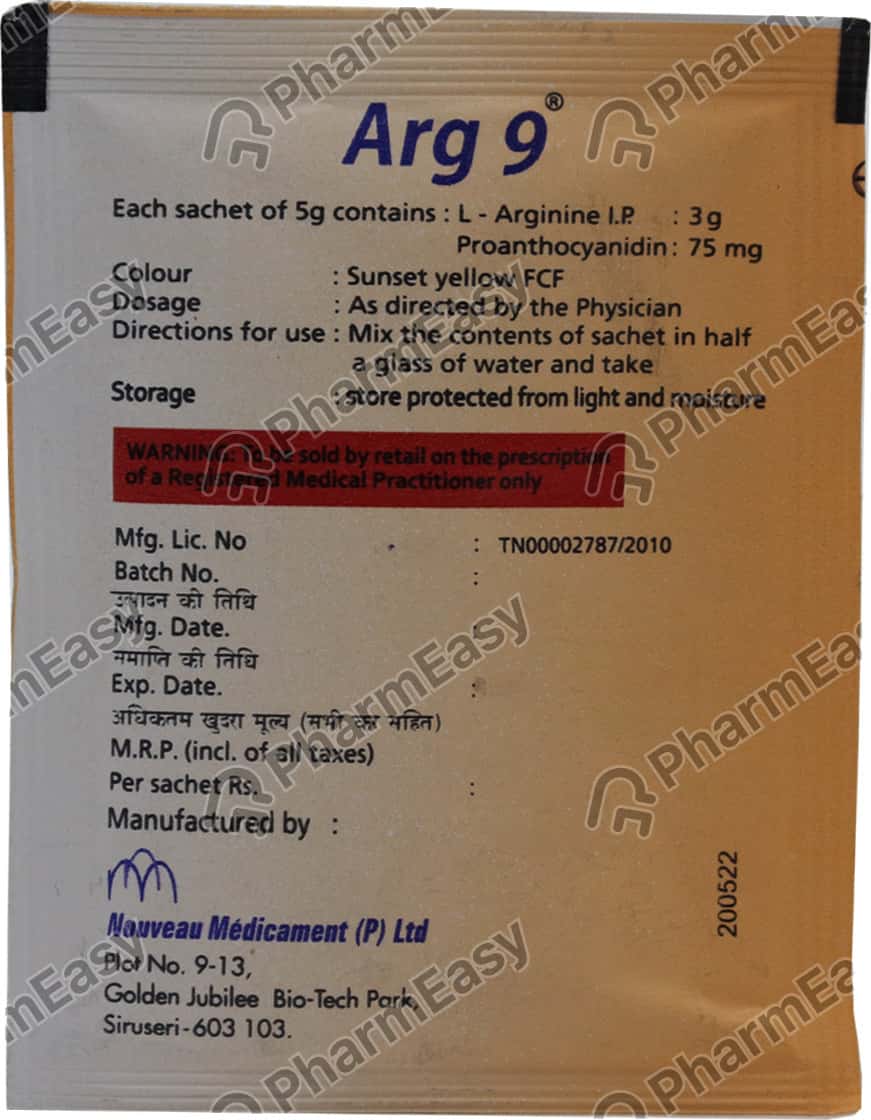 Arg 9®
Each sachet of 5g contains : L - Arginine I.P. : 3 g
Proanthocyanidin : 75 mg
Colour : Sunset yellow FCF
Dosage : As directed by the Physician
Directions for use : Mix the contents of sachet in half
a glass of water and take
Storage : store protected from light and moisture
WARNING: To be sold by retail on the prescription
of a Registered Medical Practitioner only
Mfg. Lic. No : TN00002787/2010
Batch No. :
उत्पादन की तिथि
Mfg. Date. :
समाप्ति की तिथि
Exp. Date. :
अधिकतम खुदरा मूल्य (सभी कर सहित)
M.R.P. (incl. of all taxes)
Per sachet Rs. :
Manufactured by :
Nouveau Médicament (P) Ltd
Plot No. 9-13,
Golden Jubilee Bio-Tech Park,
Siruseri-603 103.
200522
PharmEasy
PharmEasy
PharmEasy
PharmEasy